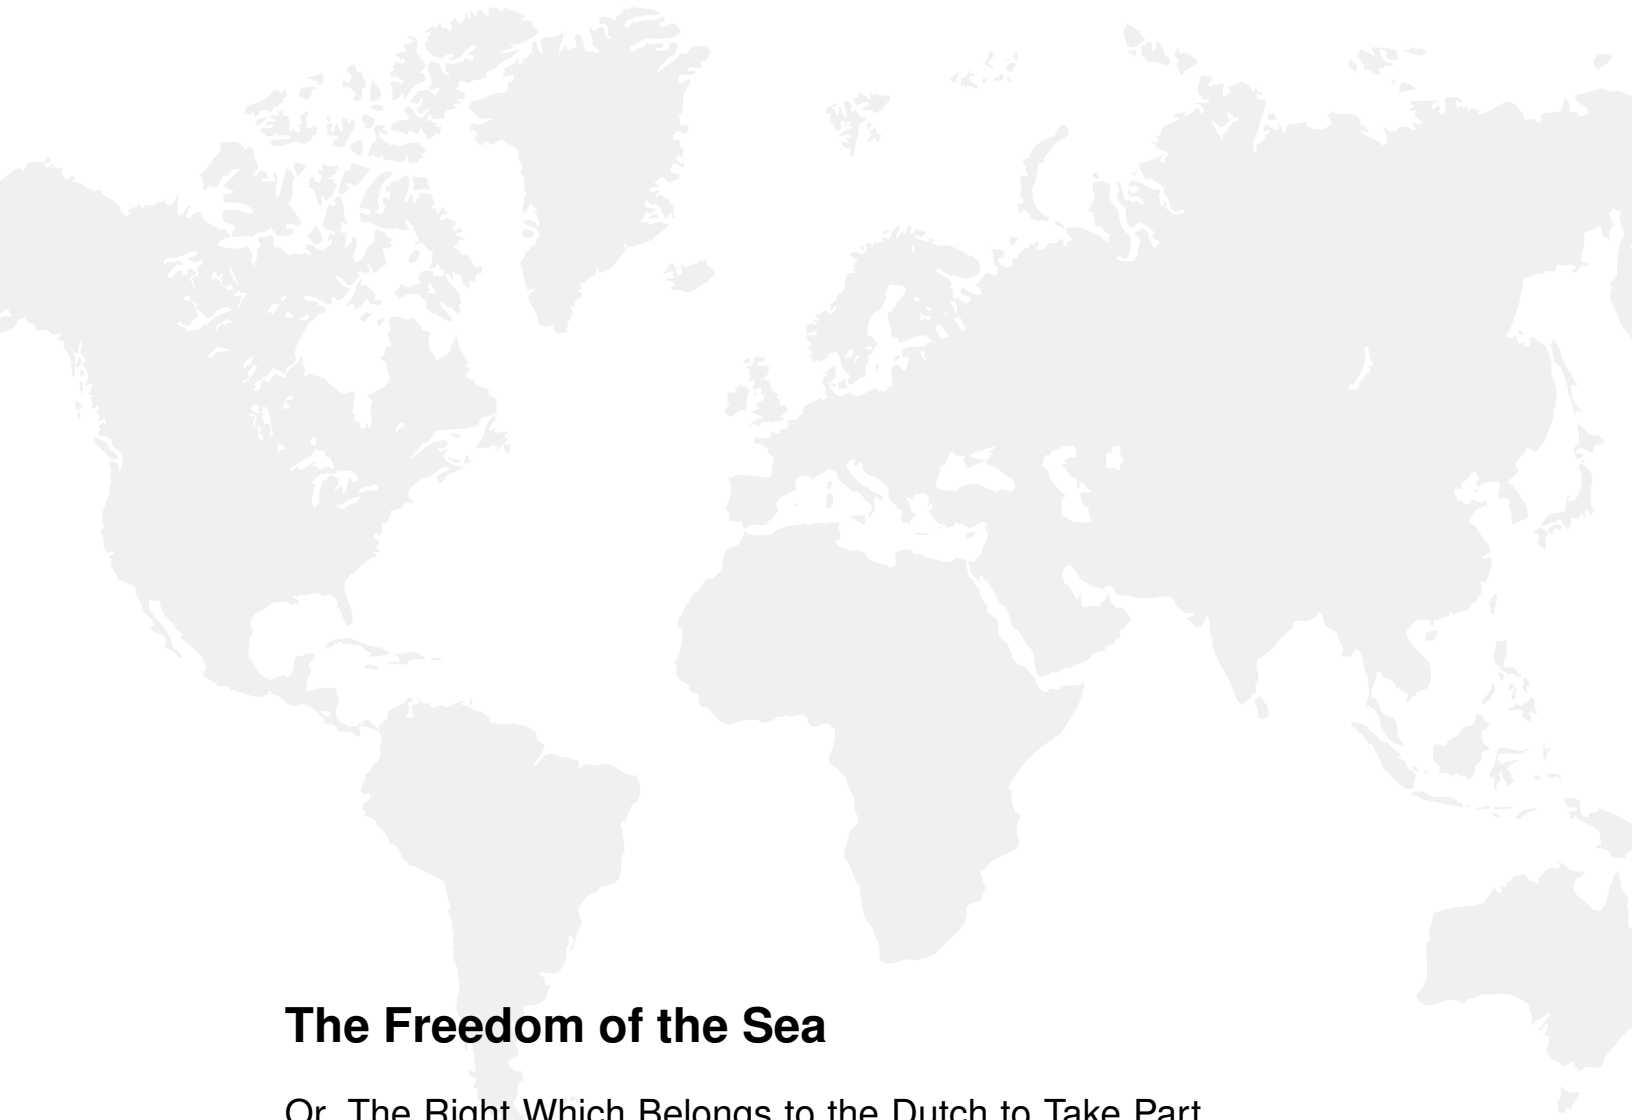 The Freedom of the Sea
Or, The Right Which Belongs to the Dutch to Take Part